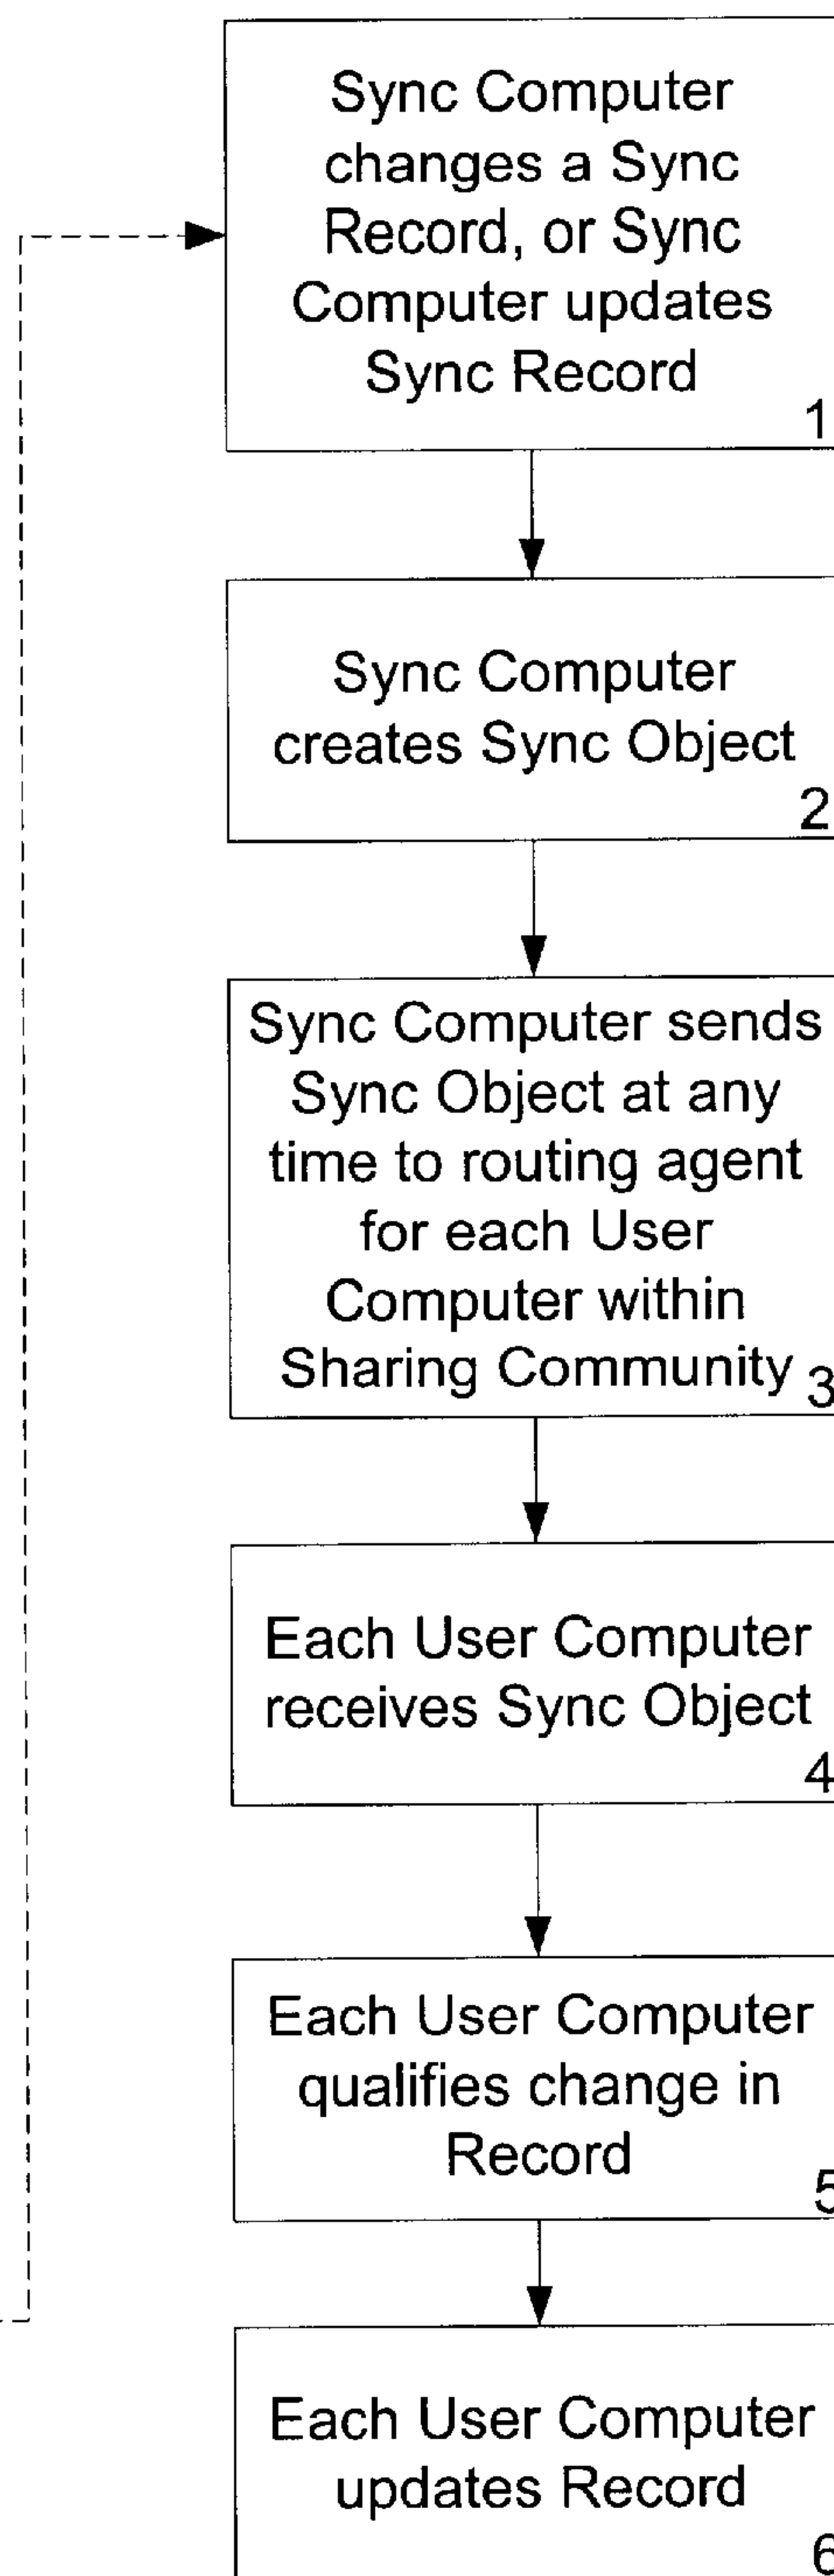 Sync Computer
changes a Sync
Record, or Sync
Computer updates
Sync Record
1
Sync Computer
creates Sync Object
2
Sync Computer sends
Sync Object at any
time to routing agent
for each User
Computer within
Sharing Community
3
Each User Computer
receives Sync Object
4
Each User Computer
qualifies change in
Record
5
Each User Computer
updates Record
6